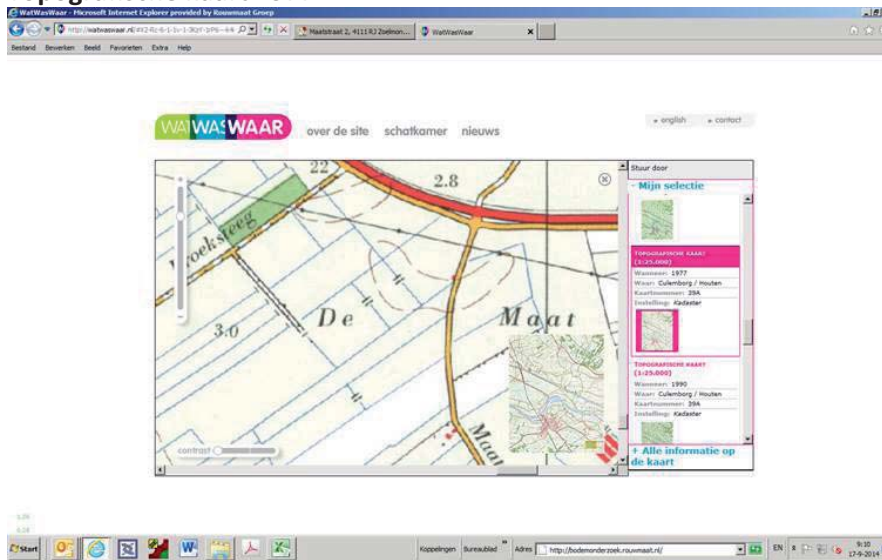 WatWasWaar - Microsoft Internet Explorer provided by Rouwmaat Groep
Maatstraat 2, 4111 RJ Zoelmon...
WatWasWaar
Bestand Bewerken Beeld Favorieten Extra Help
WATWASWAAR
over de site schatkamer nieuws
english contact
Stuur door
- Mijn selectie
TOPOGRAFISCHE KAART
(1:25.000)
Wanneer: 1977
Waar: Culemborg / Houten
Kaartnummer: 39A
Instelling: Kadaster
TOPOGRAFISCHE KAART
(1:25.000)
Wanneer: 1990
Waar: Culemborg / Houten
Kaartnummer: 39A
Instelling: Kadaster
+ Alle informatie op
de kaart
22
2.8
Broeksteeg
3.0
De Maat
Maat
contrast
Start
Koppelingen Bureaublad Adres http://bodemonderzoek.rouwmaat.nl/
EN
9:10
17-9-2014